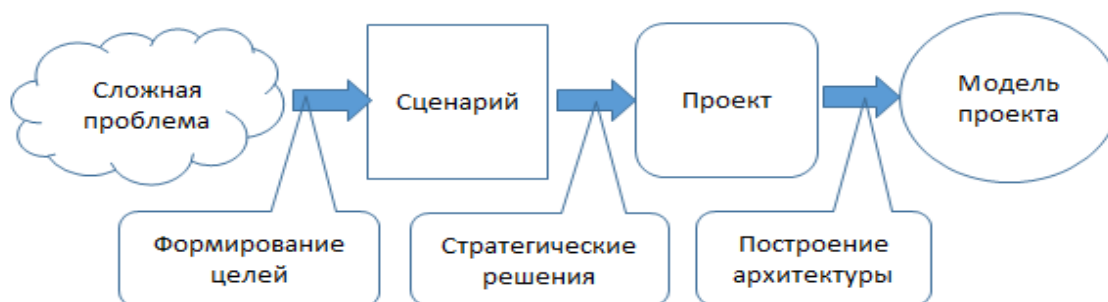 Сложная
проблема
Сценарий
Проект
Модель
проекта
Формирование
целей
Стратегические
решения
Построение
архитектуры